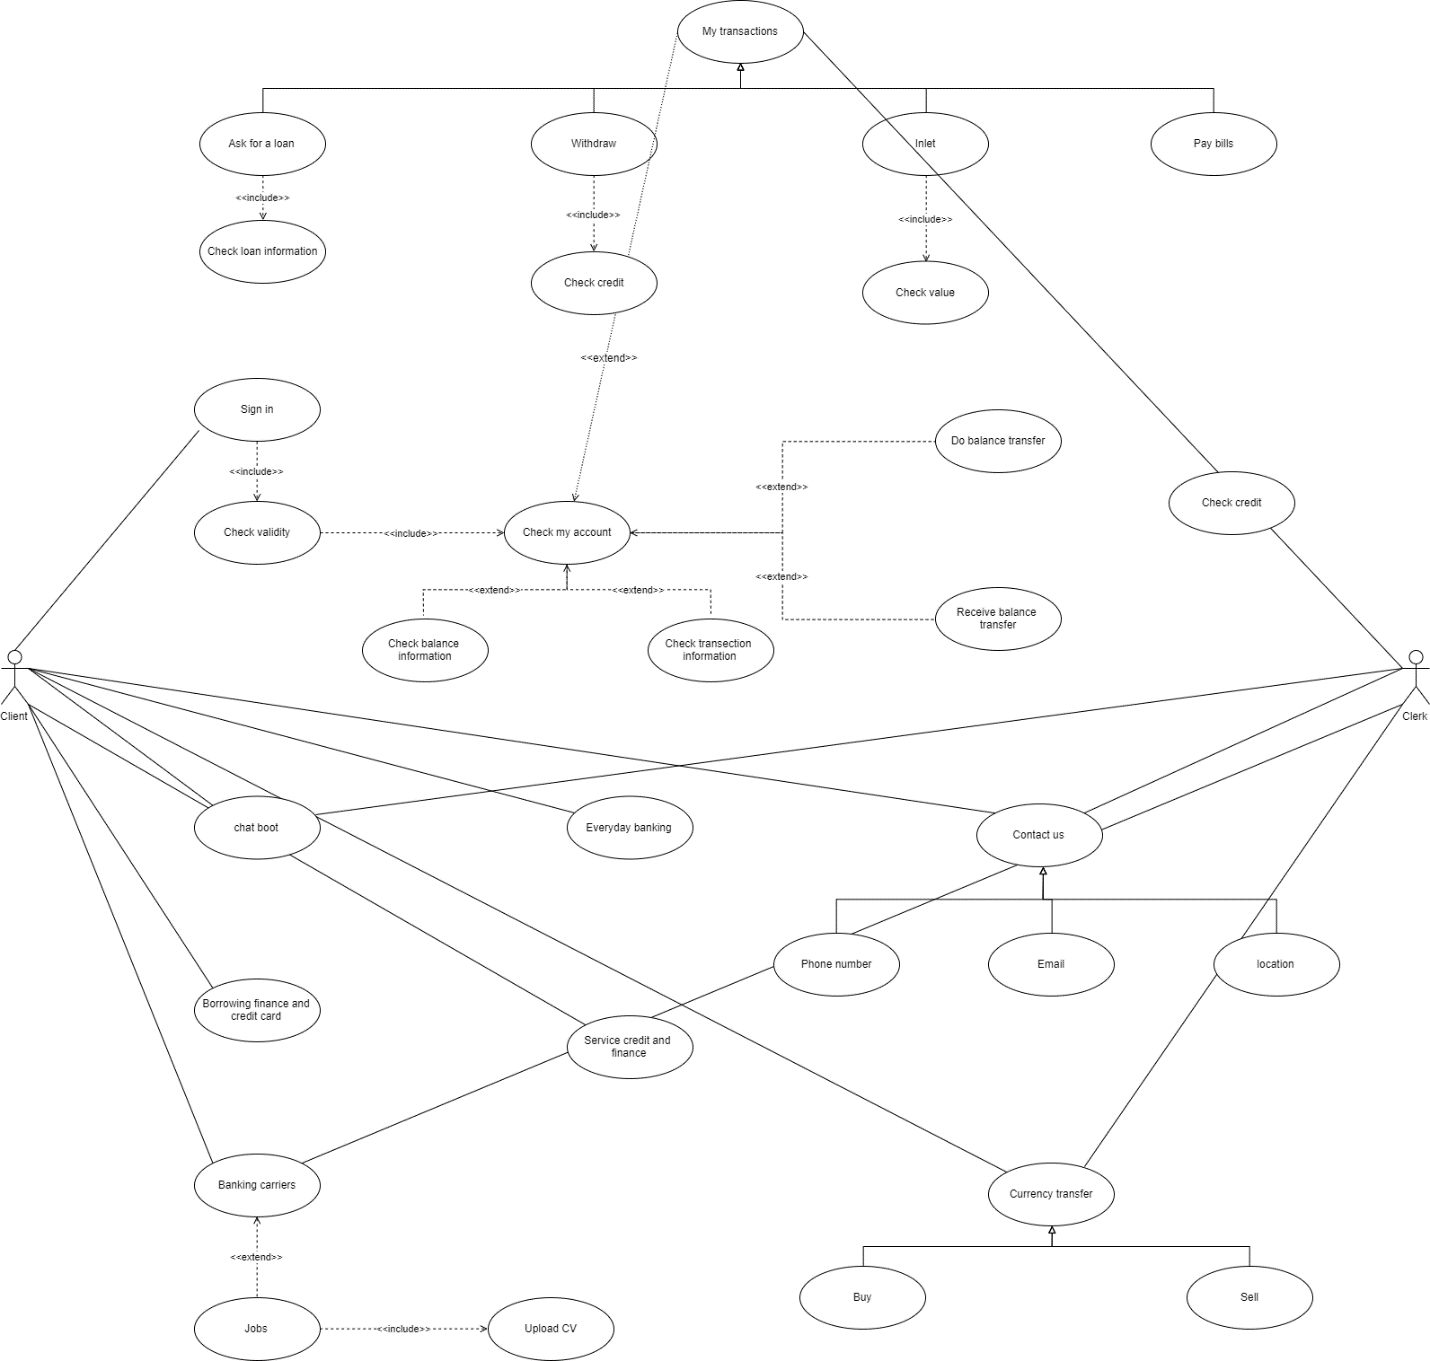 My transactions
Ask for a loan
Withdraw
Inlet
Pay bills
<<include>>
<<include>>
<<include>>
Check loan information
Check credit
Check value
<<extend>>
Sign in
Do balance transfer
<<include>>
<<extend>>
Check credit
Check validity
<<include>>
Check my account
<<extend>>
<<extend>>
<<extend>>
Receive balance
transfer
Check balance
information
Check transection
information
Client
Clerk
chat boot
Everyday banking
Contact us
Phone number
Email
location
Borrowing finance and
credit card
Service credit and
finance
Banking carriers
Currency transfer
<<extend>>
Buy
Sell
Jobs
<<include>>
Upload CV